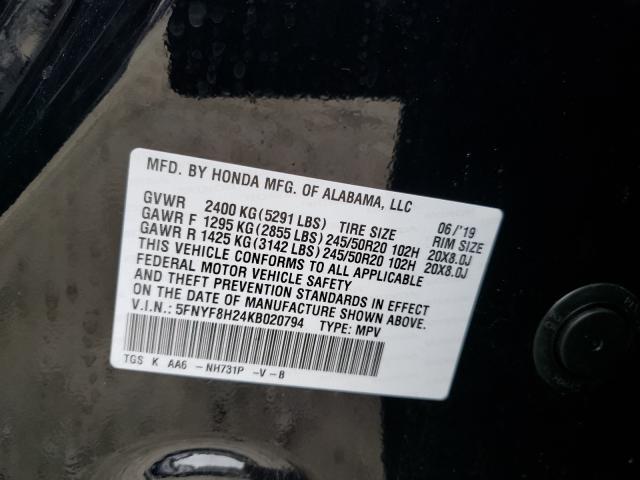 MFD. BY HONDA MFG. OF ALABAMA, LLC
06/'19
GVWR 2400 KG(5291 LBS) TIRE SIZE RIM SIZE
GAWR F 1295 KG(2855 LBS)245/50R20 102H 20X8.0J
GAWR R 1425 KG(3142 LBS)245/50R20 102H 20X8.0J
THIS VEHICLE CONFORMS TO ALL APPLICABLE
FEDERAL MOTOR VEHICLE SAFETY
AND THEFT PREVENTION STANDARDS IN EFFECT
ON THE DATE OF MANUFACTURE SHOWN ABOVE.
V.I.N.: 5FNYF8H24KB020794 TYPE: MPV
TGS K AA6 -NH731P -V-B